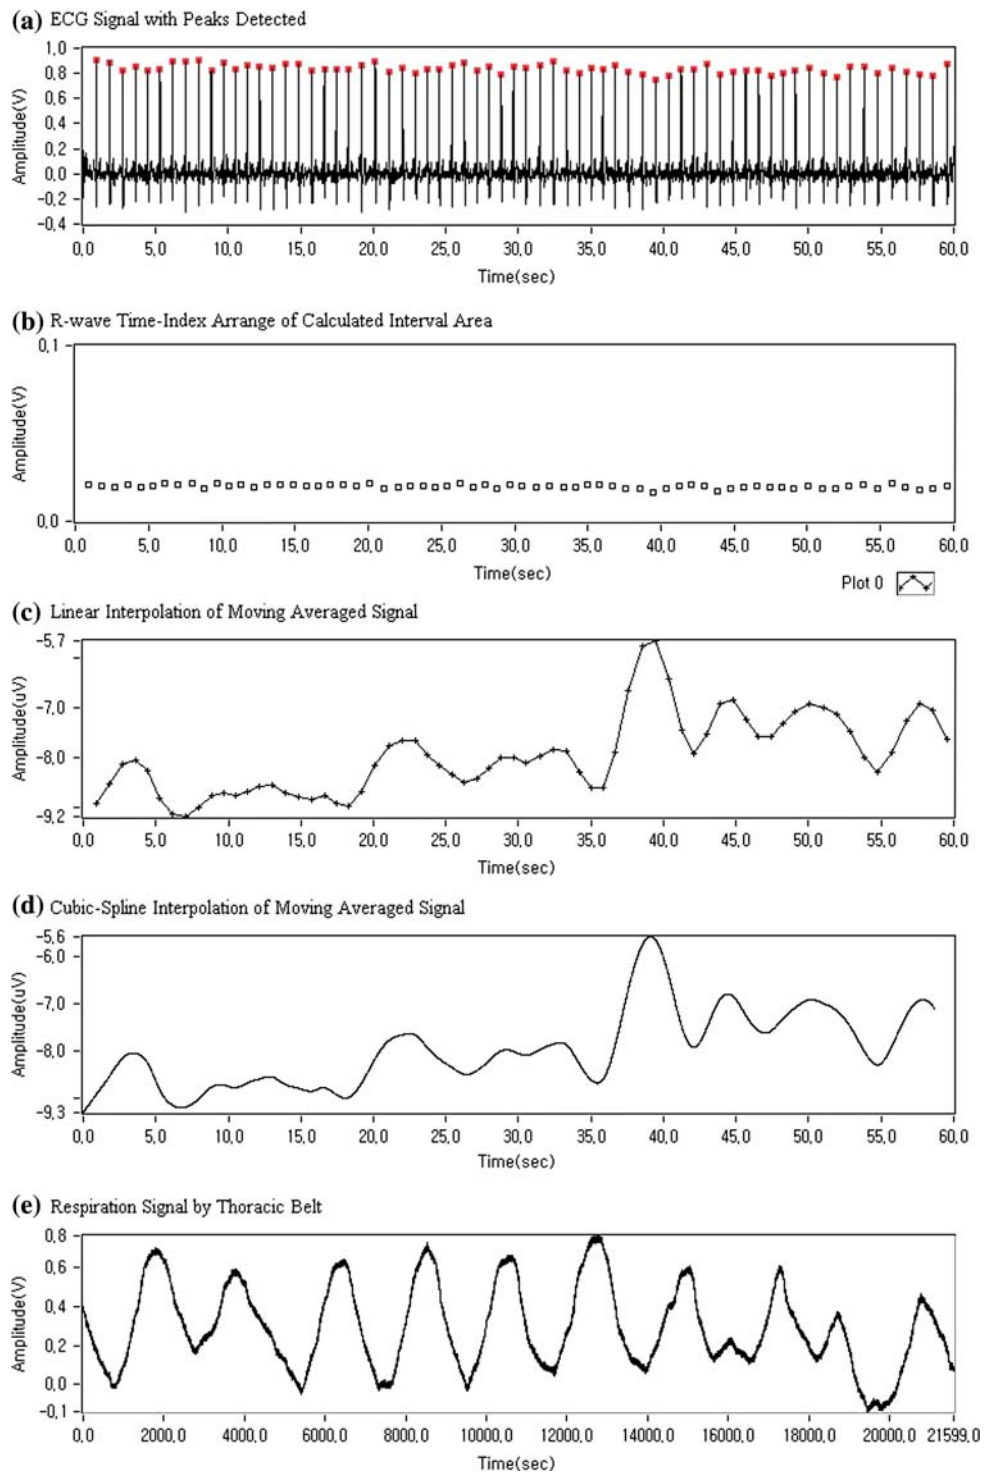 (a) ECG Signal with Peaks Detected
1,0
0,8
0,6
0,4
0,2
0,0
-0,2
-0,4
Amplitude(V)
0,0 5,0 10,0 15,0 20,0 25,0 30,0 35,0 40,0 45,0 50,0 55,0 60,0
Time(sec)
(b) R-wave Time-Index Arrange of Calculated Interval Area
0,1
0,0
Amplitude(V)
0,0 5,0 10,0 15,0 20,0 25,0 30,0 35,0 40,0 45,0 50,0 55,0 60,0
Time(sec)
Plot 0
(c) Linear Interpolation of Moving Averaged Signal
-5,7
-7,0
-8,0
-9,2
Amplitude(uV)
0,0 5,0 10,0 15,0 20,0 25,0 30,0 35,0 40,0 45,0 50,0 55,0 60,0
Time(sec)
(d) Cubic-Spline Interpolation of Moving Averaged Signal
-5,6
-6,0
-7,0
-8,0
-9,3
Amplitude(uV)
0,0 5,0 10,0 15,0 20,0 25,0 30,0 35,0 40,0 45,0 50,0 55,0 60,0
Time(sec)
(e) Respiration Signal by Thoracic Belt
0,8
0,6
0,4
0,2
0,0
-0,1
Amplitude(V)
0,0 2000,0 4000,0 6000,0 8000,0 10000,0 12000,0 14000,0 16000,0 18000,0 20000,0 21599,0
Time(sec)